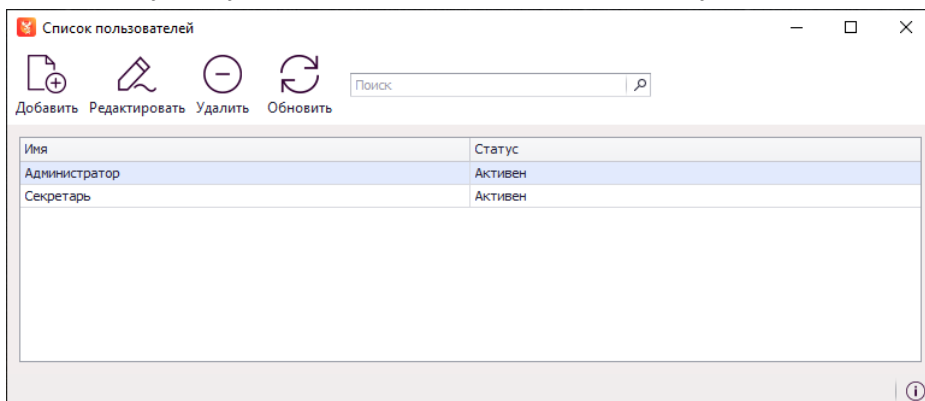 Список пользователей
Добавить Редактировать Удалить Обновить
Поиск
Имя Статус
Администратор Активен
Секретарь Активен